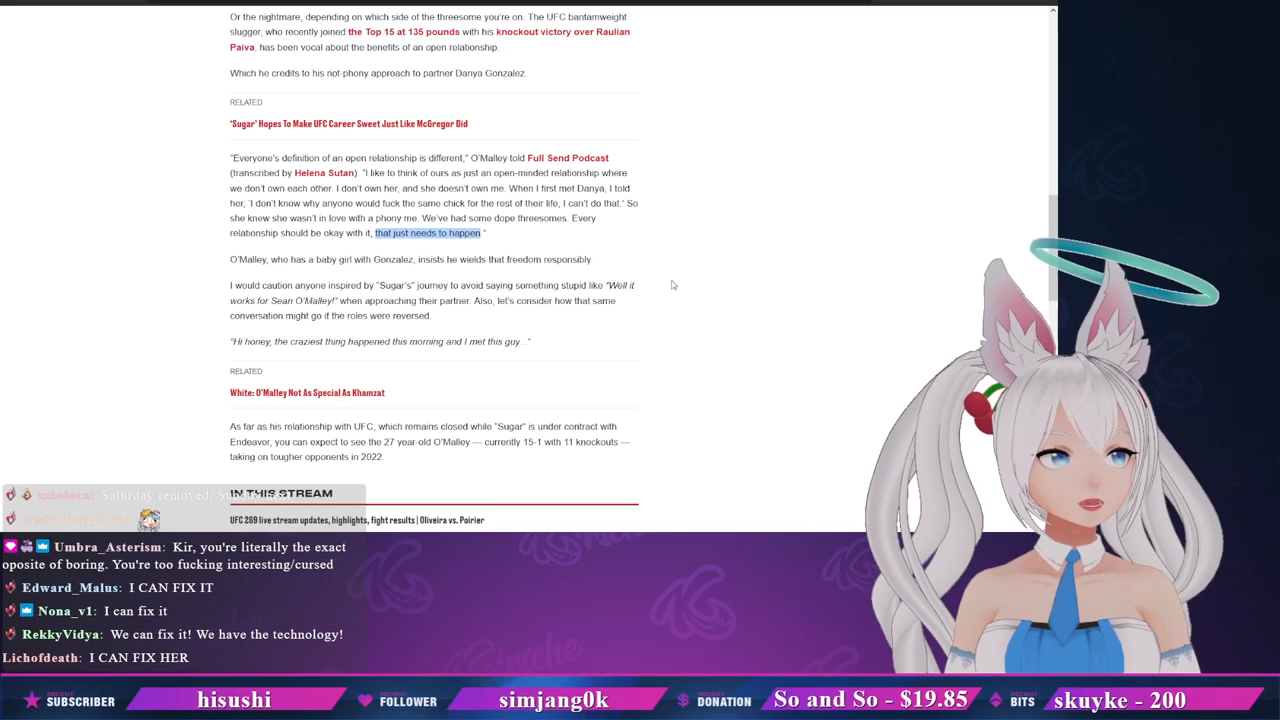 Or the nightmare, depending on which side of the threesome you're on. The UFC bantamweight
slugger, who recently joined the Top 15 at 135 pounds with his knockout victory over Raulian
Paiva, has been vocal about the benefits of an open relationship.
Which he credits to his not-phony approach to partner Danya Gonzalez.
RELATED
'Sugar' Hopes To Make UFC Career Sweet Just Like McGregor Did
"Everyone's definition of an open relationship is different," O'Malley told Full Send Podcast
(transcribed by Helena Sutan). "I like to think of ours as just an open-minded relationship where
we don't own each other. I don't own her, and she doesn't own me. When I first met Danya, I told
her, 'I don't know why anyone would fuck the same chick for the rest of their life, I can't do that.' So
she knew she wasn't in love with a phony me. We've had some dope threesomes. Every
relationship should be okay with it, that just needs to happen."
O'Malley, who has a baby girl with Gonzalez, insists he wields that freedom responsibly.
I would caution anyone inspired by "Sugar's" journey to avoid saying something stupid like "Well it
works for Sean O'Malley!" when approaching their partner. Also, let's consider how that same
conversation might go if the roles were reversed.
"Hi honey, the craziest thing happened this morning and I met this guy..."
RELATED
White: O'Malley Not As Special As Khamzat
As far as his relationship with UFC, which remains closed while "Sugar" is under contract with
Endeavor, you can expect to see the 27 year-old O'Malley — currently 15-1 with 11 knockouts —
taking on tougher opponents in 2022.
IN THIS STREAM
UFC 269 live stream updates, highlights, fight results | Oliveira vs. Poirier
Saturday removed.
Umbra_Asterism: Kir, you're literally the exact
oposite of boring. You're too fucking interesting/cursed
Edward_Malus: I CAN FIX IT
Nona_v1: I can fix it
RekkyVidya: We can fix it! We have the technology!
Lichofdeath: I CAN FIX HER
RECENT SUBSCRIBER hisushi RECENT FOLLOWER simjang0k RECENT DONATION So and So - $19.85 RECENT BITS skuyke - 200